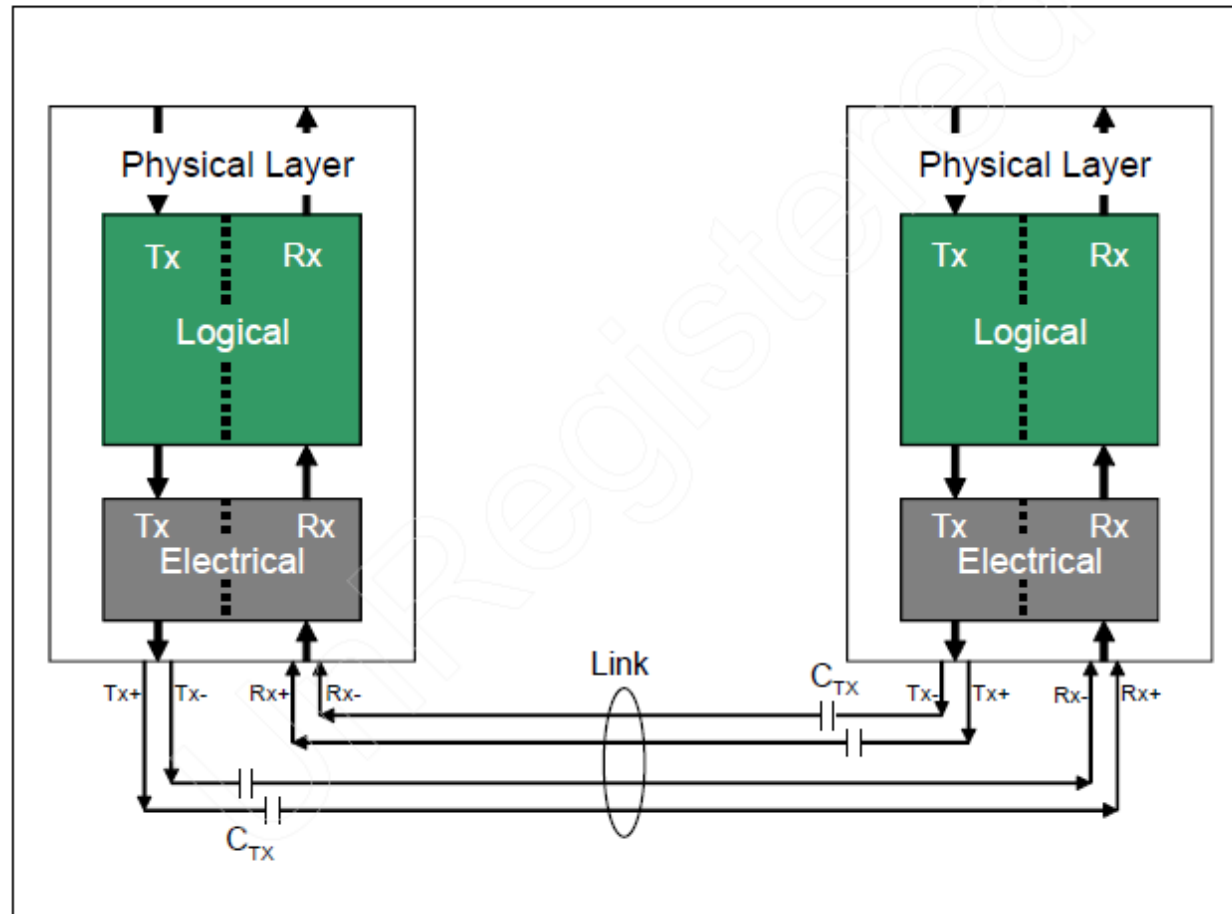 UnRegistered
Physical Layer
Tx Rx
Logical
Tx Rx
Electrical
Tx+ Tx- Rx+ Rx-
Physical Layer
Tx Rx
Logical
Tx Rx
Electrical
Tx- Tx+ Rx- Rx+
Link
CTX
CTX